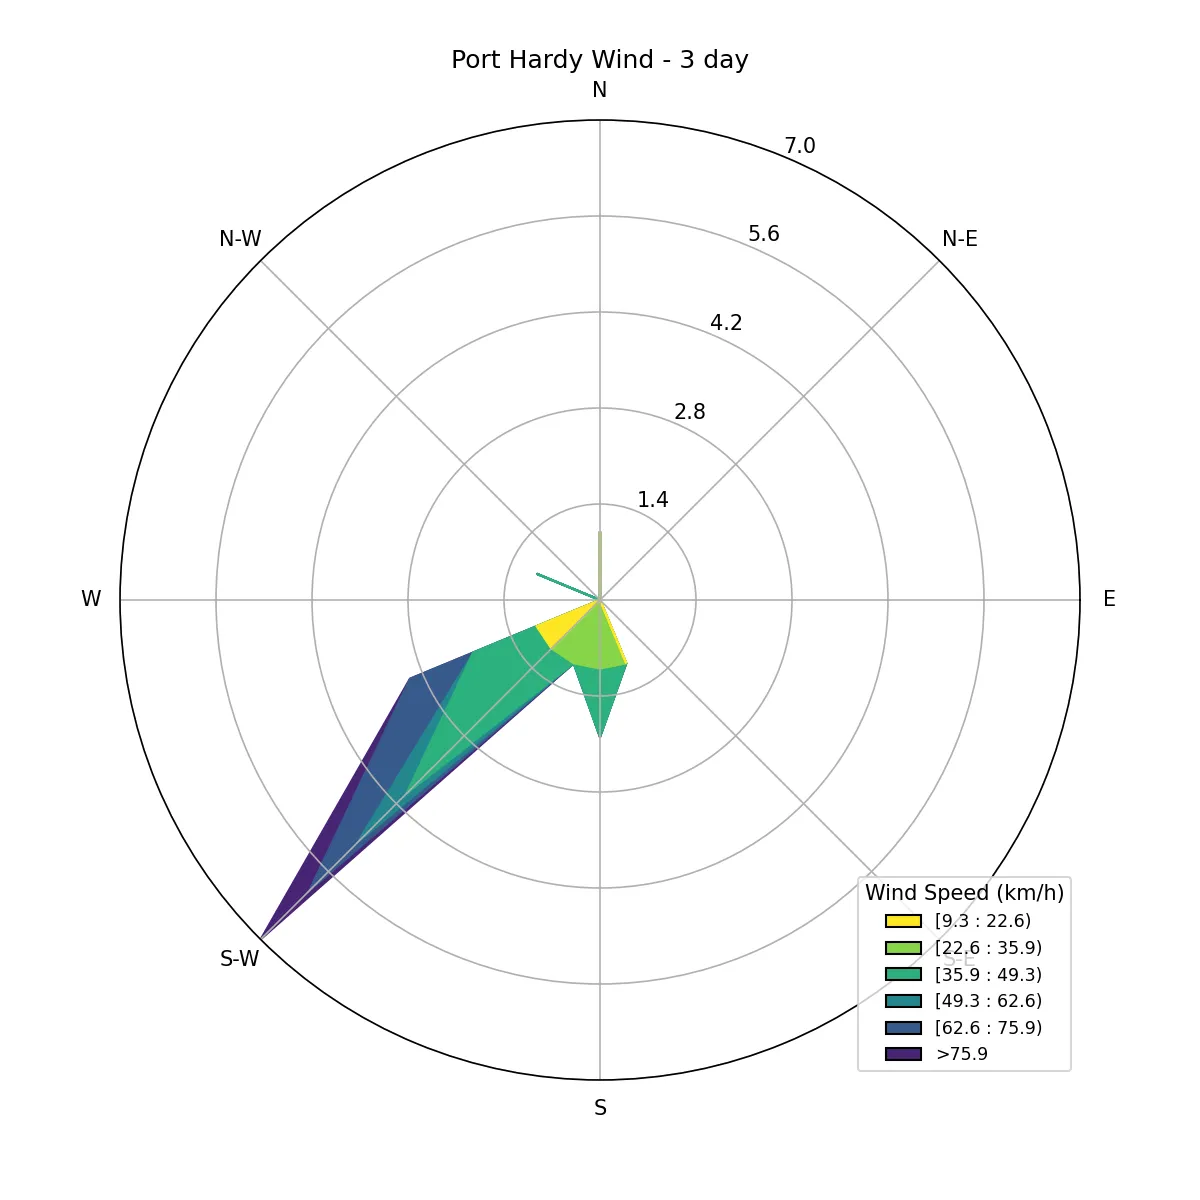 Port Hardy Wind - 3 day
N
7.0
N-W
5.6
N-E
4.2
2.8
1.4
W
E
S-W
S-E
S
Wind Speed (km/h)
[9.3 : 22.6)
[22.6 : 35.9)
[35.9 : 49.3)
[49.3 : 62.6)
[62.6 : 75.9)
>75.9